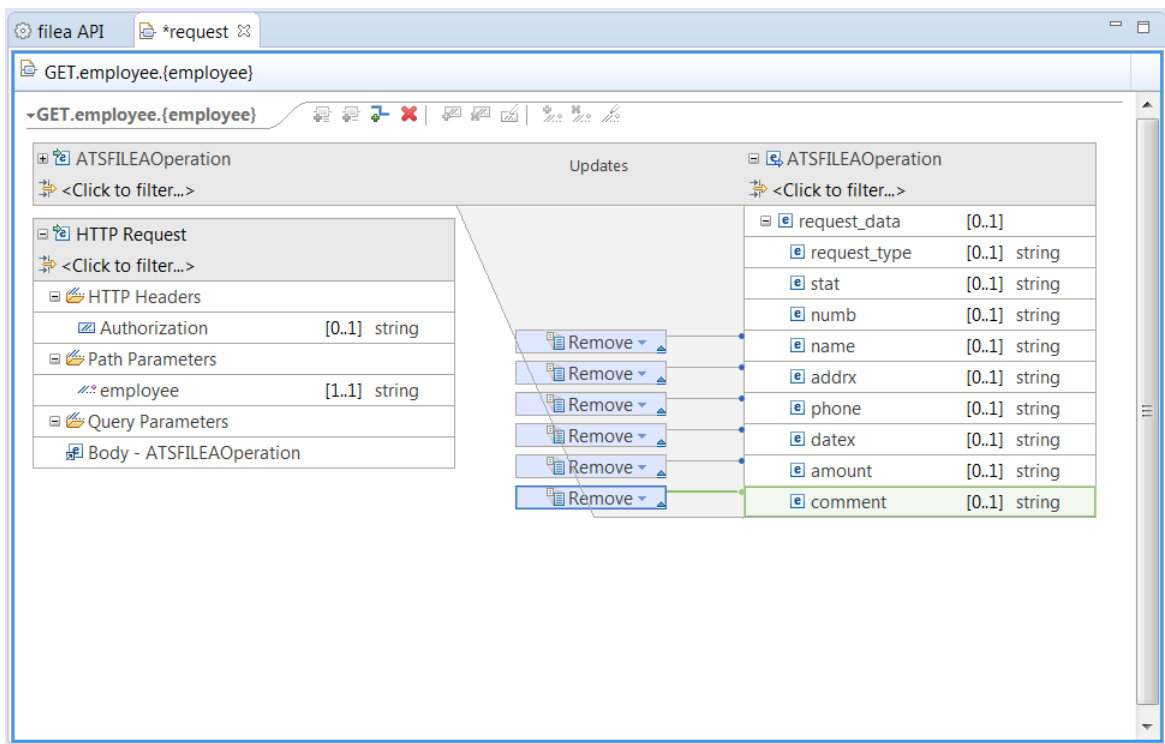 filea API
*request
GET.employee.{employee}
GET.employee.{employee}
ATSFILEAOperation
<Click to filter...>
Updates
ATSFILEAOperation
<Click to filter...>
HTTP Request
<Click to filter...>
HTTP Headers
Authorization [0..1] string
Path Parameters
employee [1..1] string
Query Parameters
Body - ATSFILEAOperation
Remove
Remove
Remove
Remove
Remove
Remove
request_data [0..1]
request_type [0..1] string
stat [0..1] string
numb [0..1] string
name [0..1] string
addrx [0..1] string
phone [0..1] string
datex [0..1] string
amount [0..1] string
comment [0..1] string